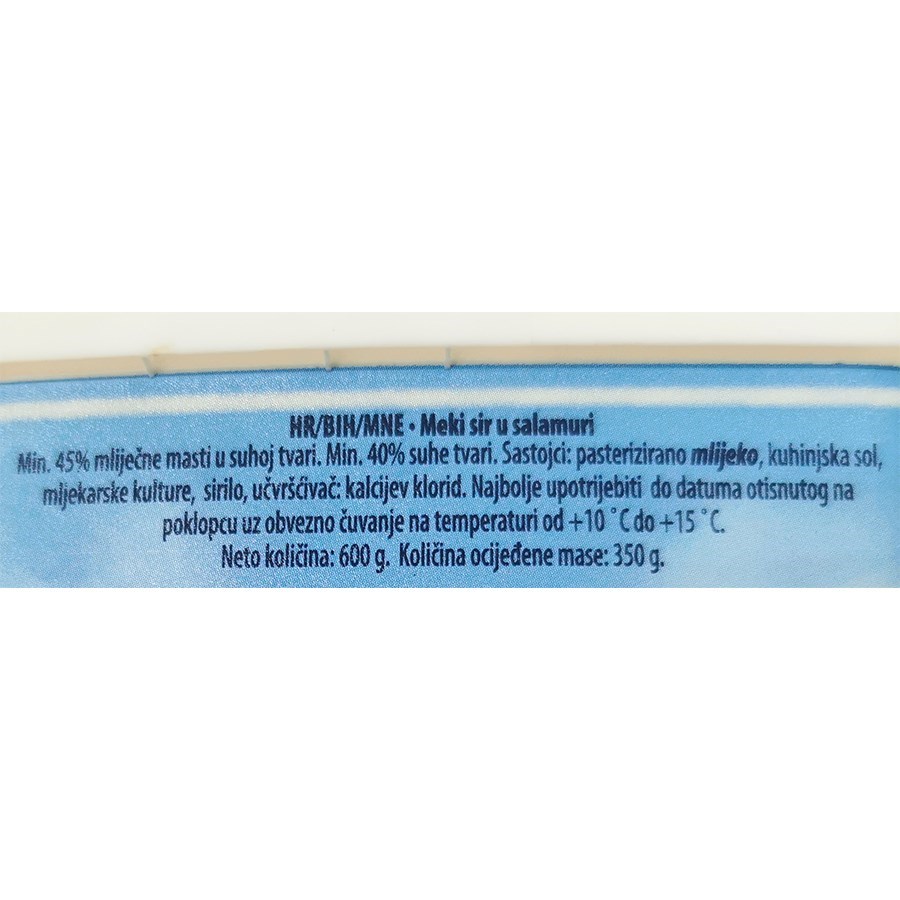 HR/BIH/MNE • Meki sir u salamuri
Min. 45% mliječne masti u suhoj tvari. Min. 40% suhe tvari. Sastojci: pasterizirano mlijeko, kuhinjska sol,
mljekarske kulture, sirilo, učvršćivač: kalcijev klorid. Najbolje upotrijebiti do datuma otisnutog na
poklopcu uz obvezno čuvanje na temperaturi od +10 ˚C do +15 ˚C.
Neto količina: 600 g. Količina ocijeđene mase: 350 g.